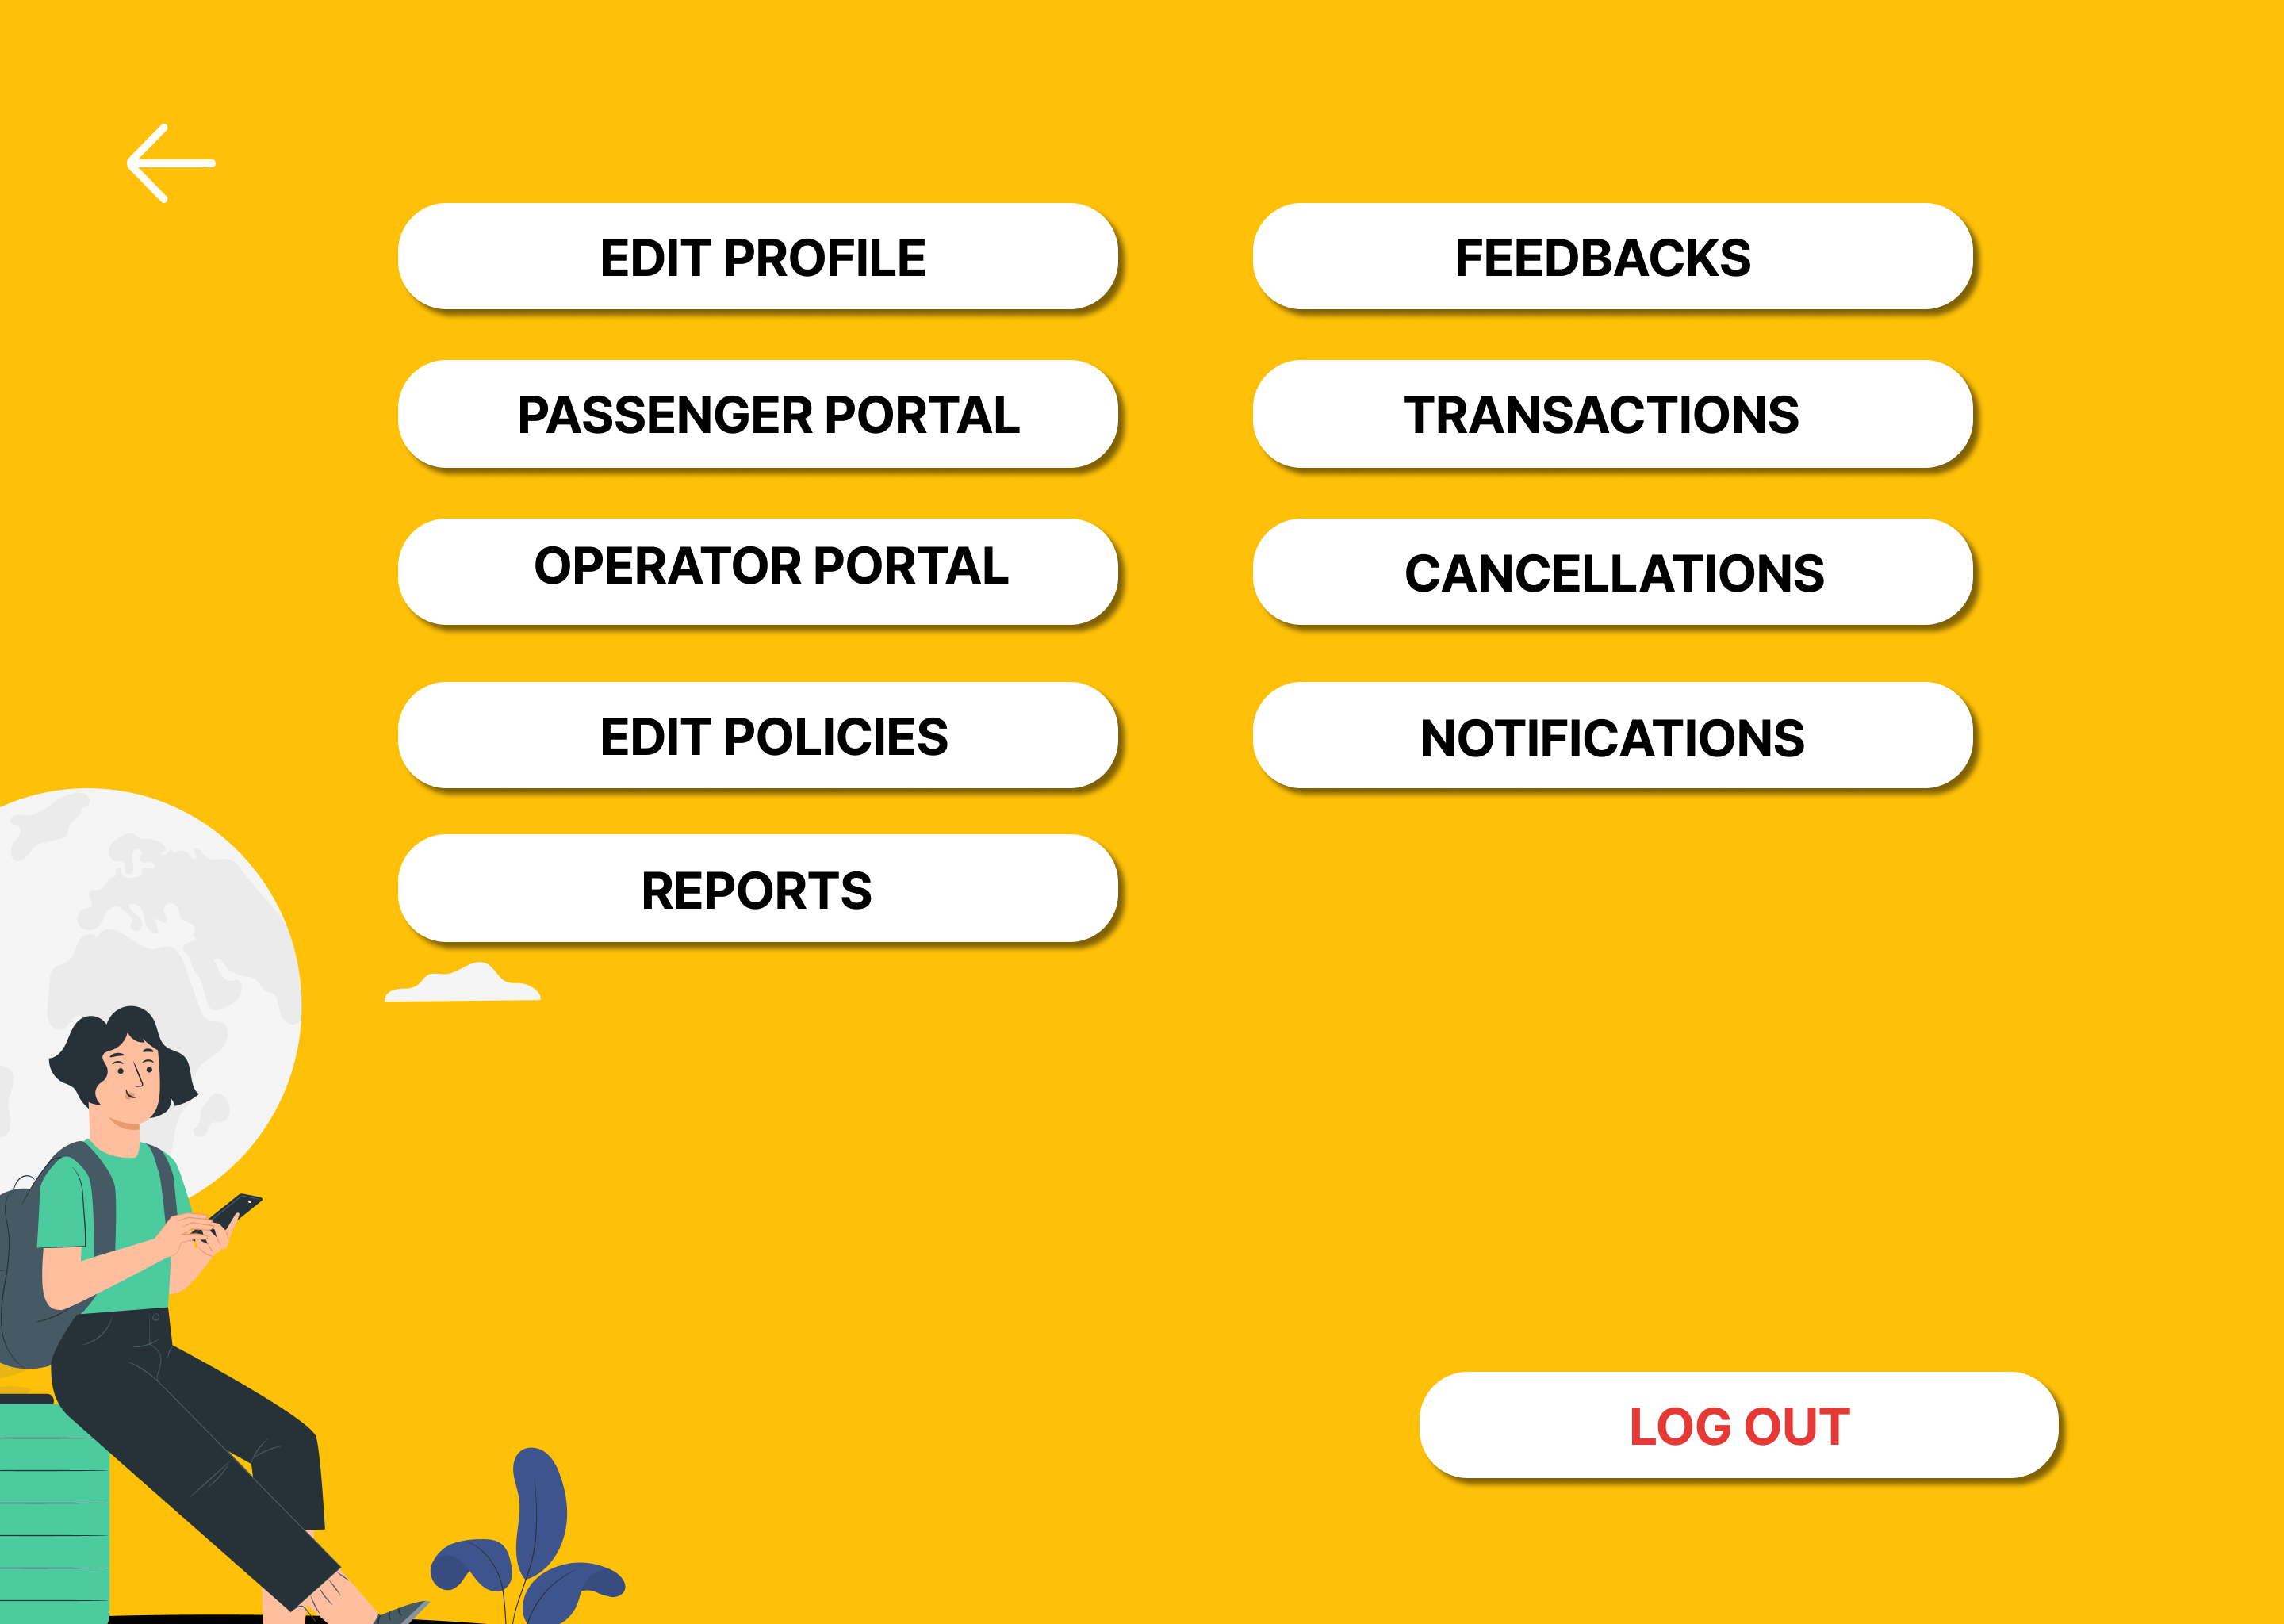 EDIT PROFILE
PASSENGER PORTAL
OPERATOR PORTAL
EDIT POLICIES
REPORTS
FEEDBACKS
TRANSACTIONS
CANCELLATIONS
NOTIFICATIONS
LOG OUT